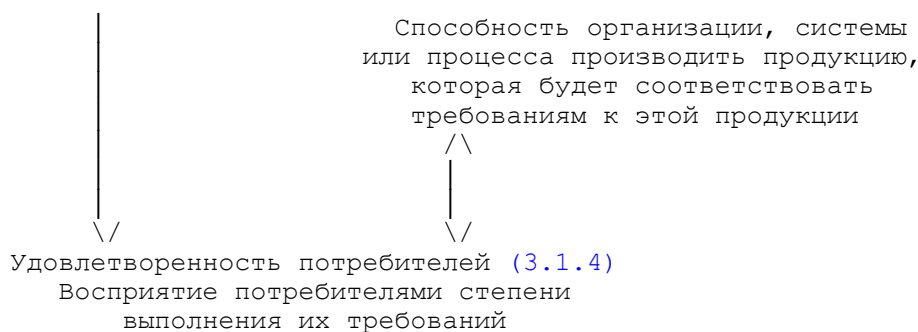 Способность организации, системы
или процесса производить продукцию,
которая будет соответствовать
требованиям к этой продукции
Удовлетворенность потребителей (3.1.4)
Восприятие потребителями степени
выполнения их требований